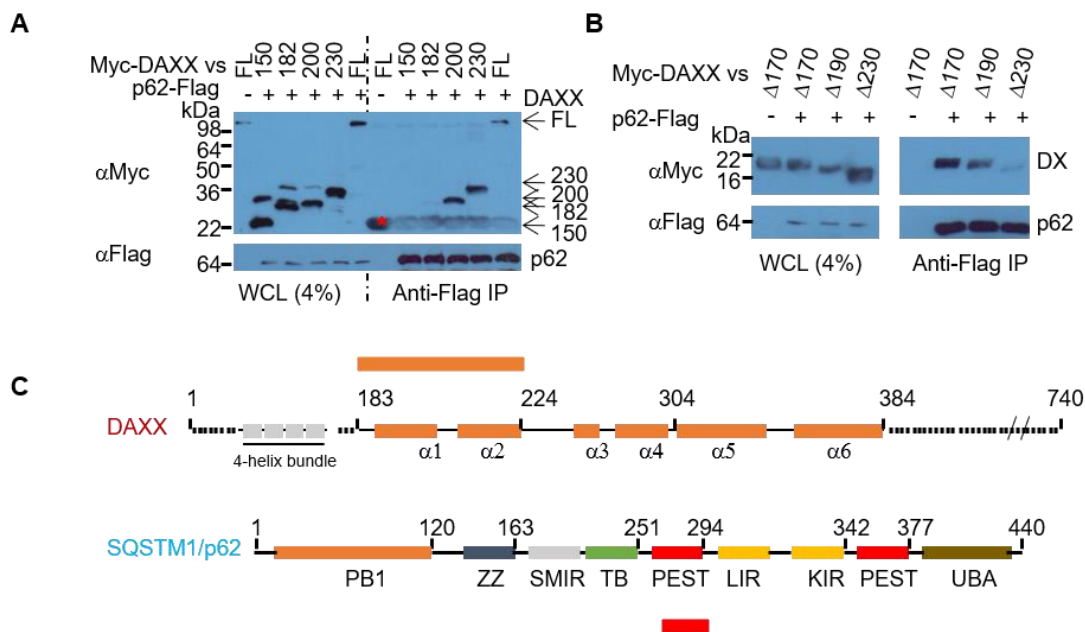 A
Myc-DAXX vs FL 150 182 200 230 FL FL 150 182 200 230 FL
p62-Flag - + + + + + - + + + + + DAXX
kDa
98
64
50
36
22
αMyc
FL
230
200
182
150
*
αFlag
64
p62
WCL (4%) Anti-Flag IP
B
Myc-DAXX vs Δ170 Δ170 Δ190 Δ230 Δ170 Δ170 Δ190 Δ230
p62-Flag - + + + - + + +
kDa
αMyc 22 DX
16
αFlag 64 p62
WCL (4%) Anti-Flag IP
C
1 183 224 304 384 740
DAXX
4-helix bundle α1 α2 α3 α4 α5 α6
1 120 163 251 294 342 377 440
SQSTM1/p62
PB1 ZZ SMIR TB PEST LIR KIR PEST UBA